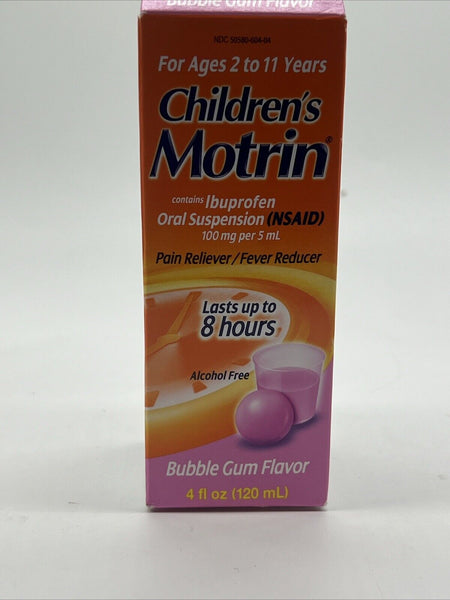 Bubble Gum Flavor
NDC 50580-604-04
For Ages 2 to 11 Years
Children's
Motrin®
contains Ibuprofen
Oral Suspension (NSAID)
100 mg per 5 mL
Pain Reliever/Fever Reducer
Lasts up to
8 hours
Alcohol Free
Bubble Gum Flavor
4 fl oz (120 mL)